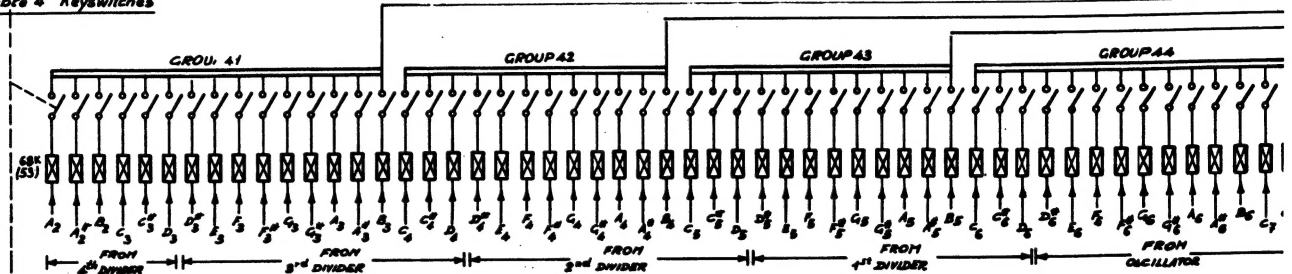 ble 4 Keyswitches
GROUP 41 GROUP 42 GROUP 43 GROUP 44
68K
(53)
A2 A#2 B2 C3 C#3 D3 D#3 E3 F3 F#3 G3 G#3 A3 A#3 B3 C4 C#4 D4 D#4 E4 F4 F#4 G4 G#4 A4 A#4 B4 C5 C#5 D5 D#5 E5 F5 F#5 G5 G#5 A5 A#5 B5 C6 C#6 D6 D#6 E6 F6 F#6 G6 G#6 A6 A#6 B6 C7
FROM FROM FROM FROM FROM
4th DIVIDER 3rd DIVIDER 2nd DIVIDER 1st DIVIDER OSCILLATOR